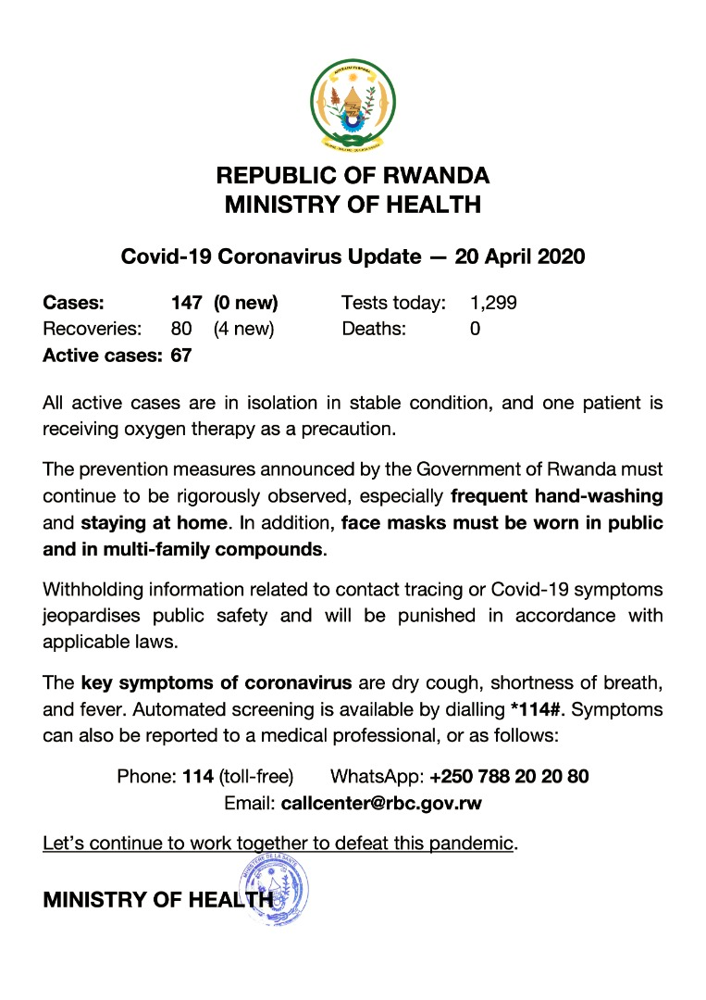 REPUBLIC OF RWANDA
MINISTRY OF HEALTH
Covid-19 Coronavirus Update — 20 April 2020
Cases: 147 (0 new) Tests today: 1,299
Recoveries: 80 (4 new) Deaths: 0
Active cases: 67
All active cases are in isolation in stable condition, and one patient is
receiving oxygen therapy as a precaution.
The prevention measures announced by the Government of Rwanda must
continue to be rigorously observed, especially frequent hand-washing
and staying at home. In addition, face masks must be worn in public
and in multi-family compounds.
Withholding information related to contact tracing or Covid-19 symptoms
jeopardises public safety and will be punished in accordance with
applicable laws.
The key symptoms of coronavirus are dry cough, shortness of breath,
and fever. Automated screening is available by dialling *114#. Symptoms
can also be reported to a medical professional, or as follows:
Phone: 114 (toll-free) WhatsApp: +250 788 20 20 80
Email: callcenter@rbc.gov.rw
Let’s continue to work together to defeat this pandemic.
MINISTERE DE LA SANTE
MINISTRY OF HEALTH